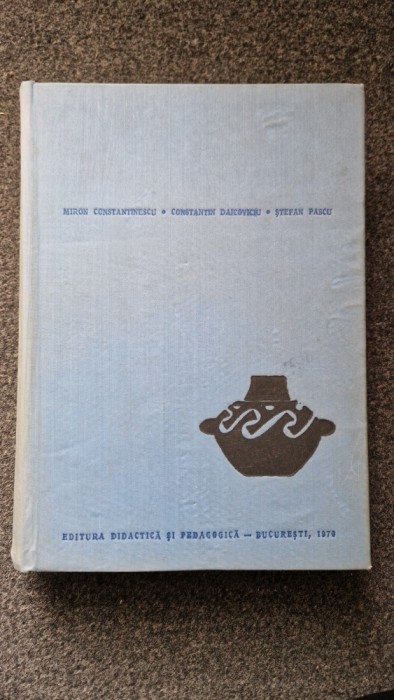 MIRON CONSTANTINESCU • CONSTANTIN DAICOVICIU • ȘTEFAN PASCU
EDITURA DIDACTICĂ ȘI PEDAGOGICĂ — BUCUREȘTI, 1970